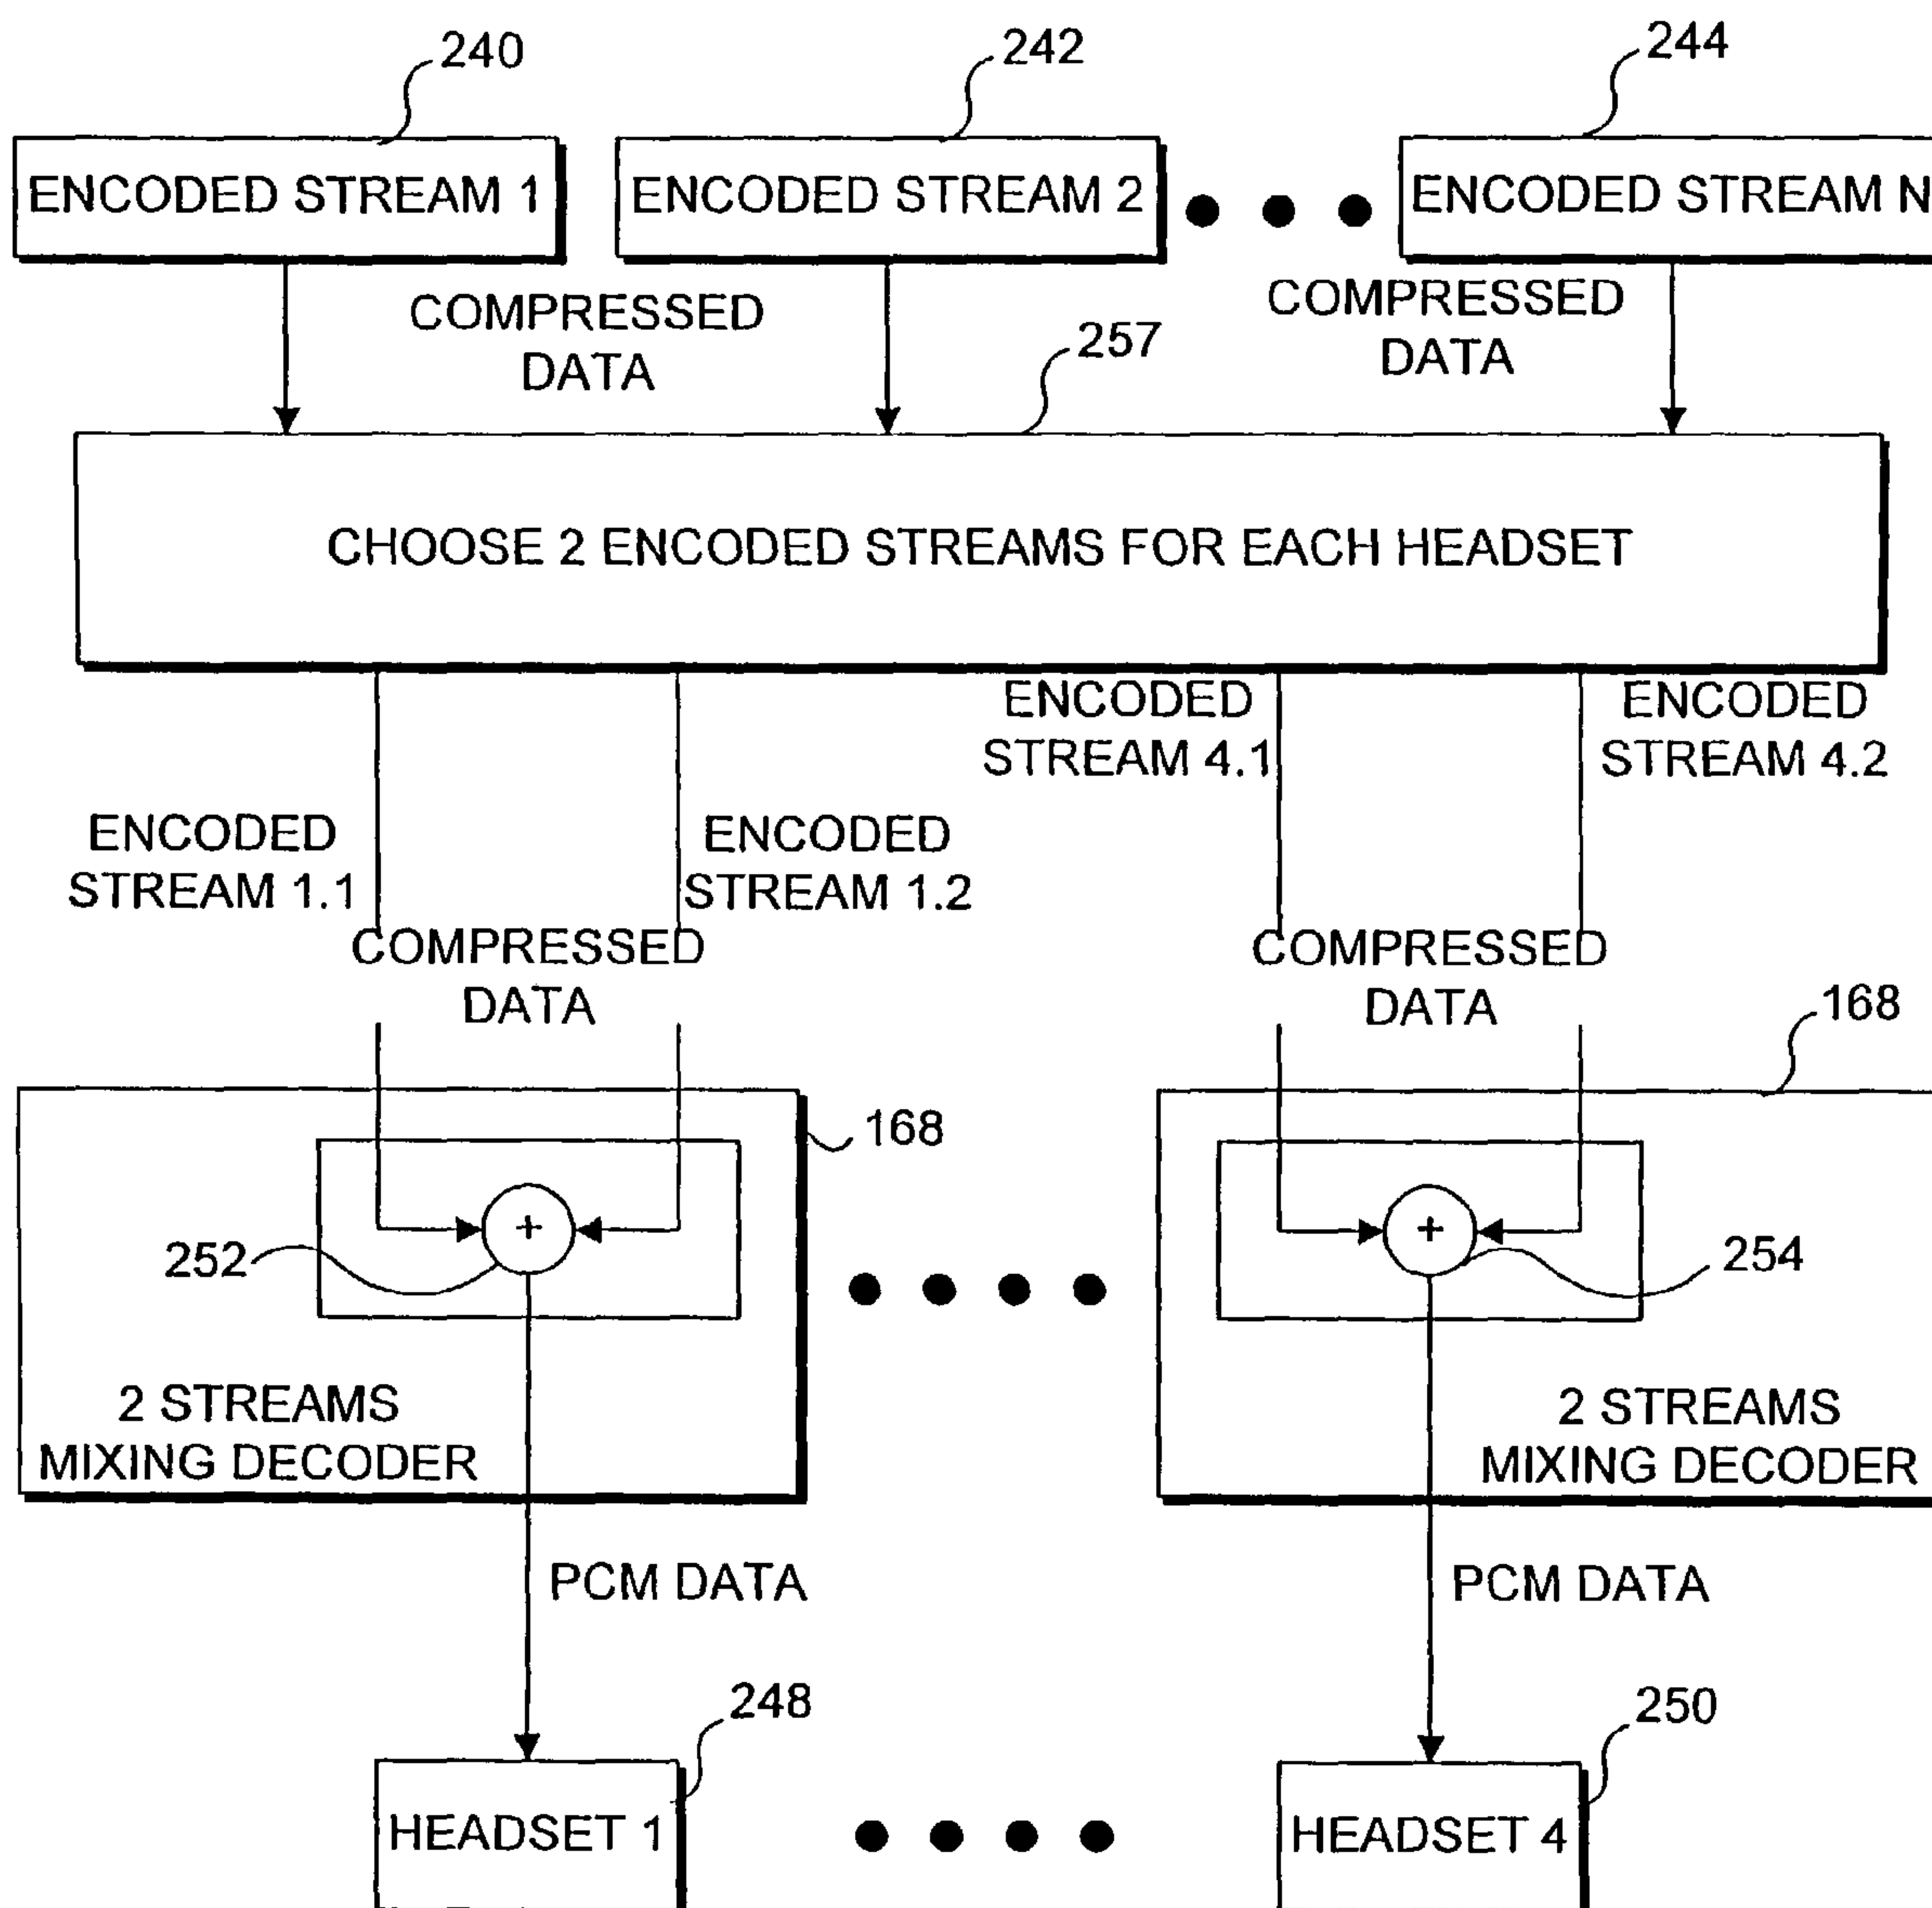 240
242
244
ENCODED STREAM 1
ENCODED STREAM 2
ENCODED STREAM N
COMPRESSED
DATA
COMPRESSED
DATA
257
CHOOSE 2 ENCODED STREAMS FOR EACH HEADSET
ENCODED
STREAM 4.1
ENCODED
STREAM 4.2
ENCODED
STREAM 1.1
ENCODED
STREAM 1.2
COMPRESSED
DATA
COMPRESSED
DATA
168
168
+
+
252
254
2 STREAMS
MIXING DECODER
2 STREAMS
MIXING DECODER
PCM DATA
PCM DATA
248
250
HEADSET 1
HEADSET 4